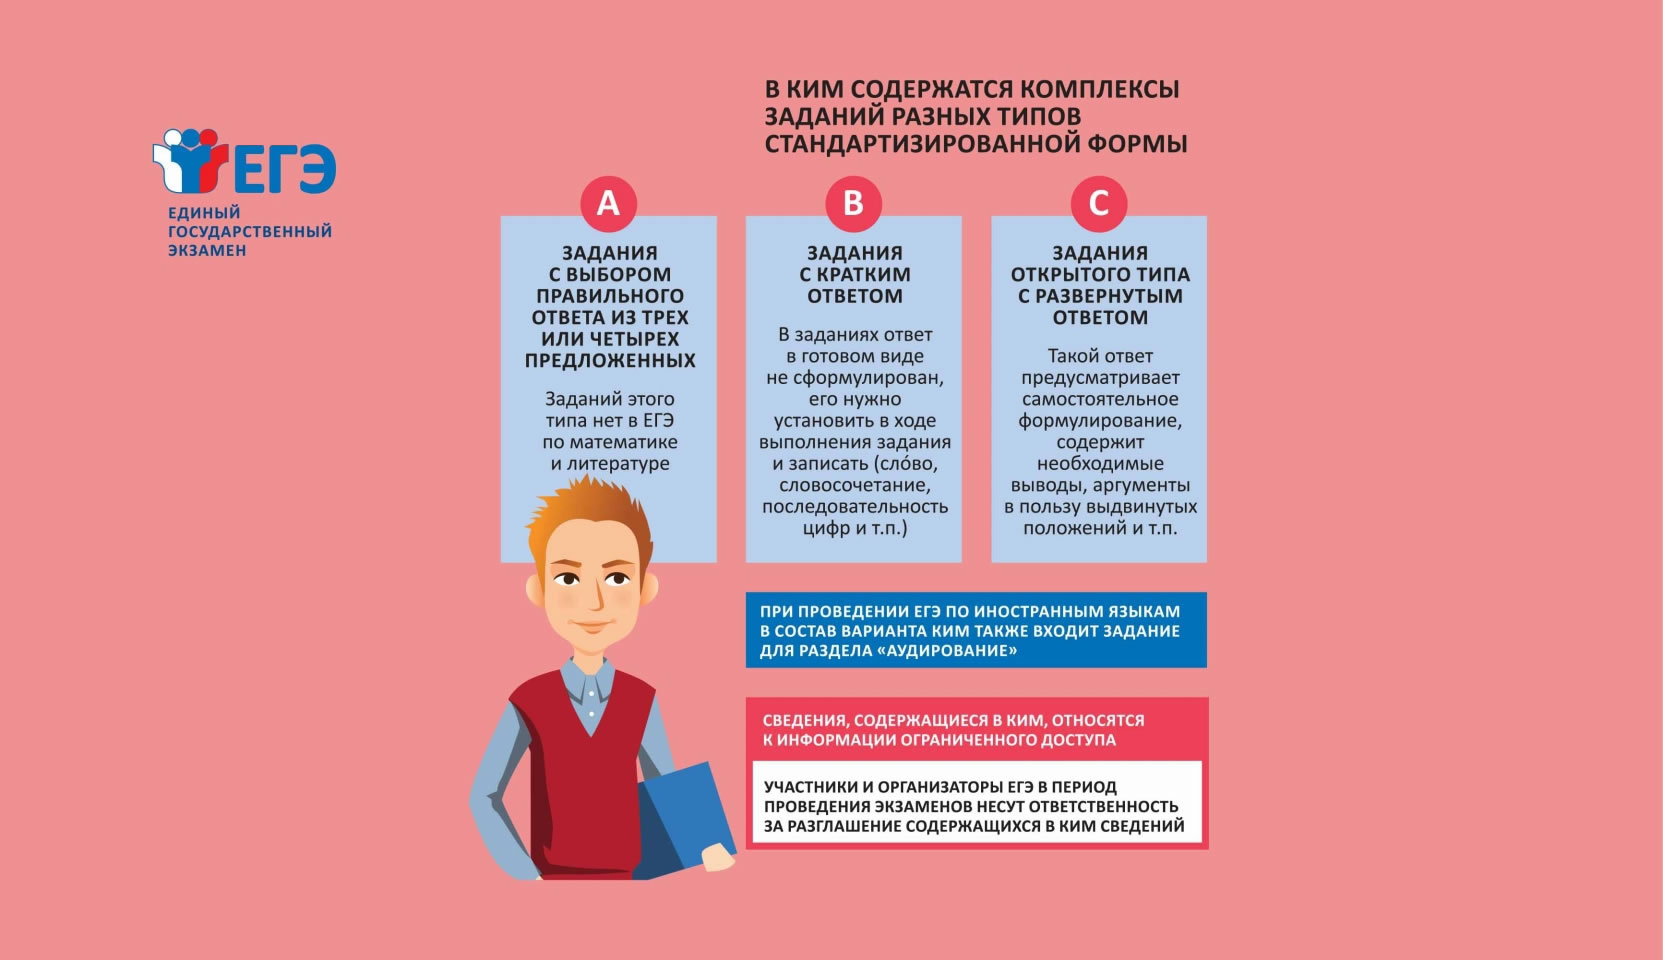 ЕГЭ
ЕДИНЫЙ
ГОСУДАРСТВЕННЫЙ
ЭКЗАМЕН
В КИМ СОДЕРЖАТСЯ КОМПЛЕКСЫ
ЗАДАНИЙ РАЗНЫХ ТИПОВ
СТАНДАРТИЗИРОВАННОЙ ФОРМЫ
A
ЗАДАНИЯ
С ВЫБОРОМ
ПРАВИЛЬНОГО
ОТВЕТА ИЗ ТРЕХ
ИЛИ ЧЕТЫРЕХ
ПРЕДЛОЖЕННЫХ
Заданий этого
типа нет в ЕГЭ
по математике
и литературе
B
ЗАДАНИЯ
С КРАТКИМ
ОТВЕТОМ
В заданиях ответ
в готовом виде
не сформулирован,
его нужно
установить в ходе
выполнения задания
и записать (сло́во,
словосочетание,
последовательность
цифр и т.п.)
C
ЗАДАНИЯ
ОТКРЫТОГО ТИПА
С РАЗВЕРНУТЫМ
ОТВЕТОМ
Такой ответ
предусматривает
самостоятельное
формулирование,
содержит
необходимые
выводы, аргументы
в пользу выдвинутых
положений и т.п.
ПРИ ПРОВЕДЕНИИ ЕГЭ ПО ИНОСТРАННЫМ ЯЗЫКАМ
В СОСТАВ ВАРИАНТА КИМ ТАКЖЕ ВХОДИТ ЗАДАНИЕ
ДЛЯ РАЗДЕЛА «АУДИРОВАНИЕ»
СВЕДЕНИЯ, СОДЕРЖАЩИЕСЯ В КИМ, ОТНОСЯТСЯ
К ИНФОРМАЦИИ ОГРАНИЧЕННОГО ДОСТУПА
УЧАСТНИКИ И ОРГАНИЗАТОРЫ ЕГЭ В ПЕРИОД
ПРОВЕДЕНИЯ ЭКЗАМЕНОВ НЕСУТ ОТВЕТСТВЕННОСТЬ
ЗА РАЗГЛАШЕНИЕ СОДЕРЖАЩИХСЯ В КИМ СВЕДЕНИЙ